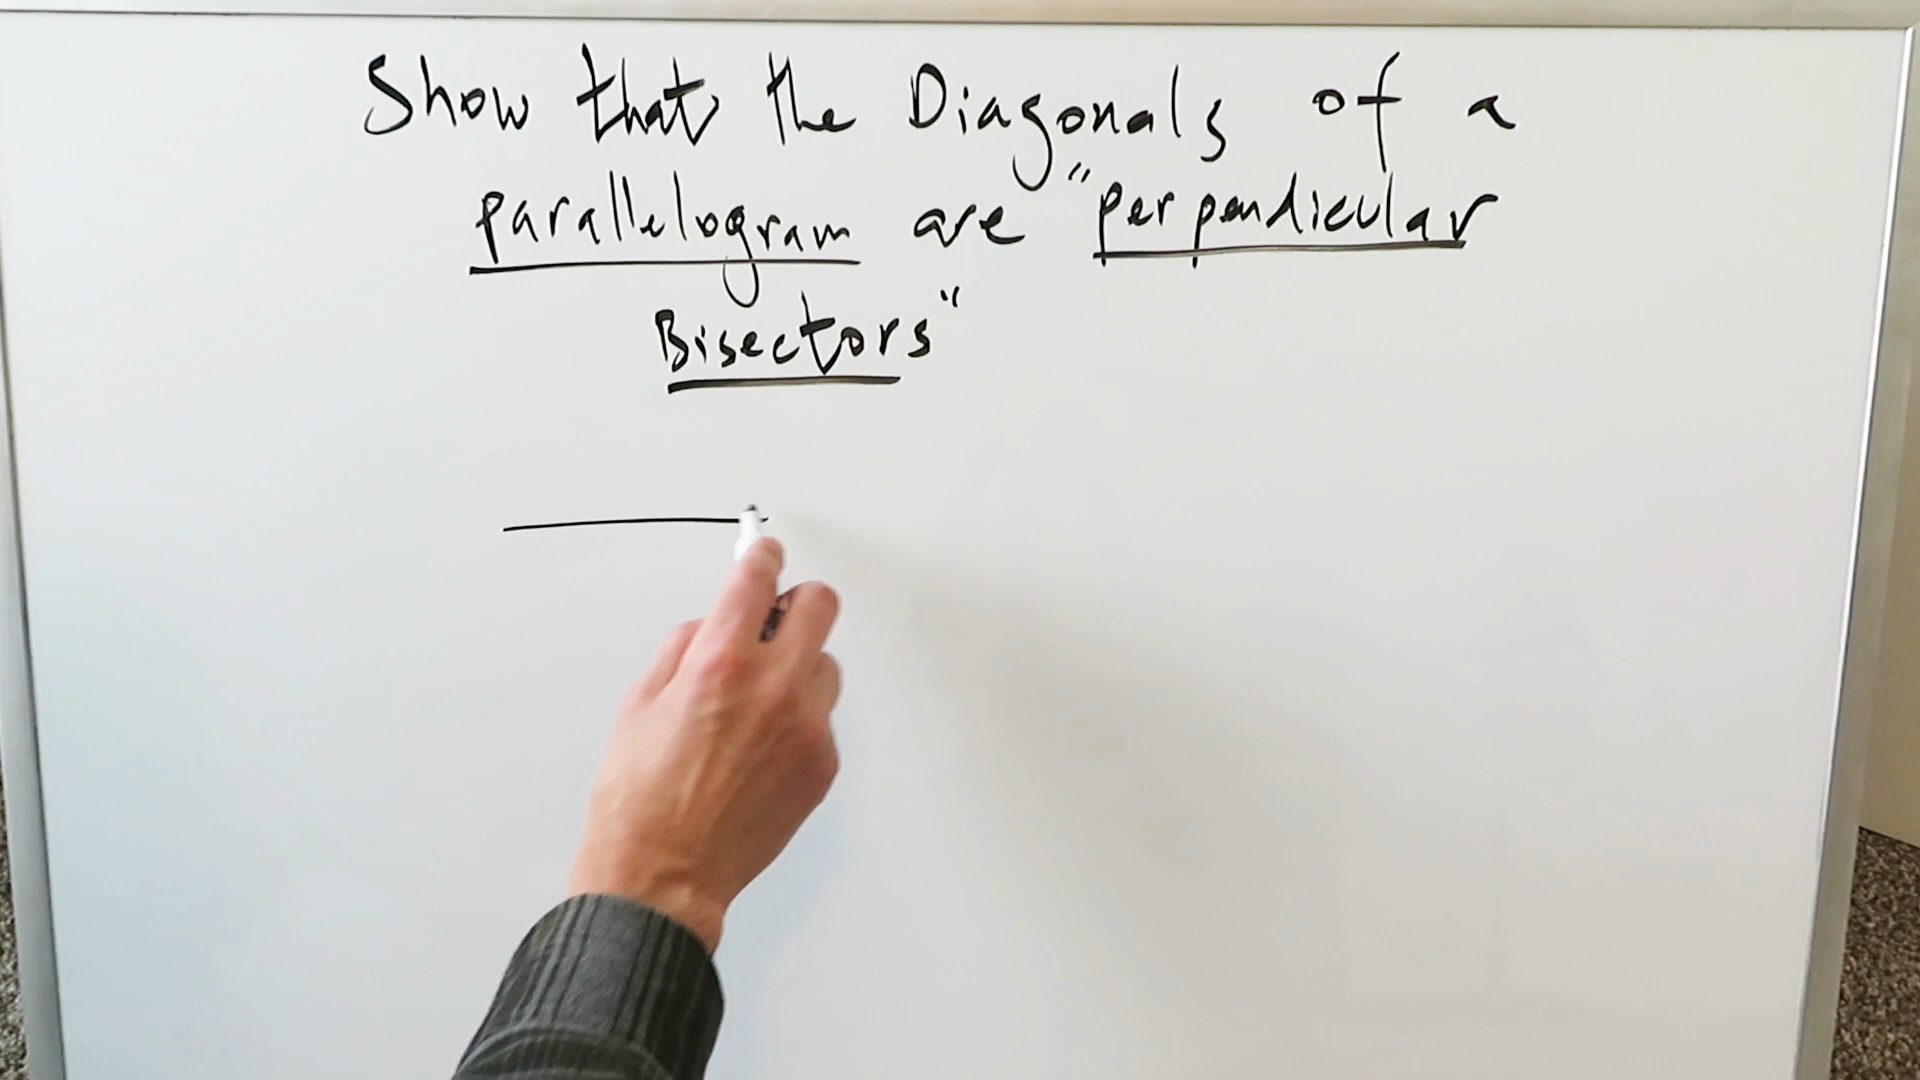 Show that the Diagonals of a
parallelogram are "perpendicular
Bisectors"